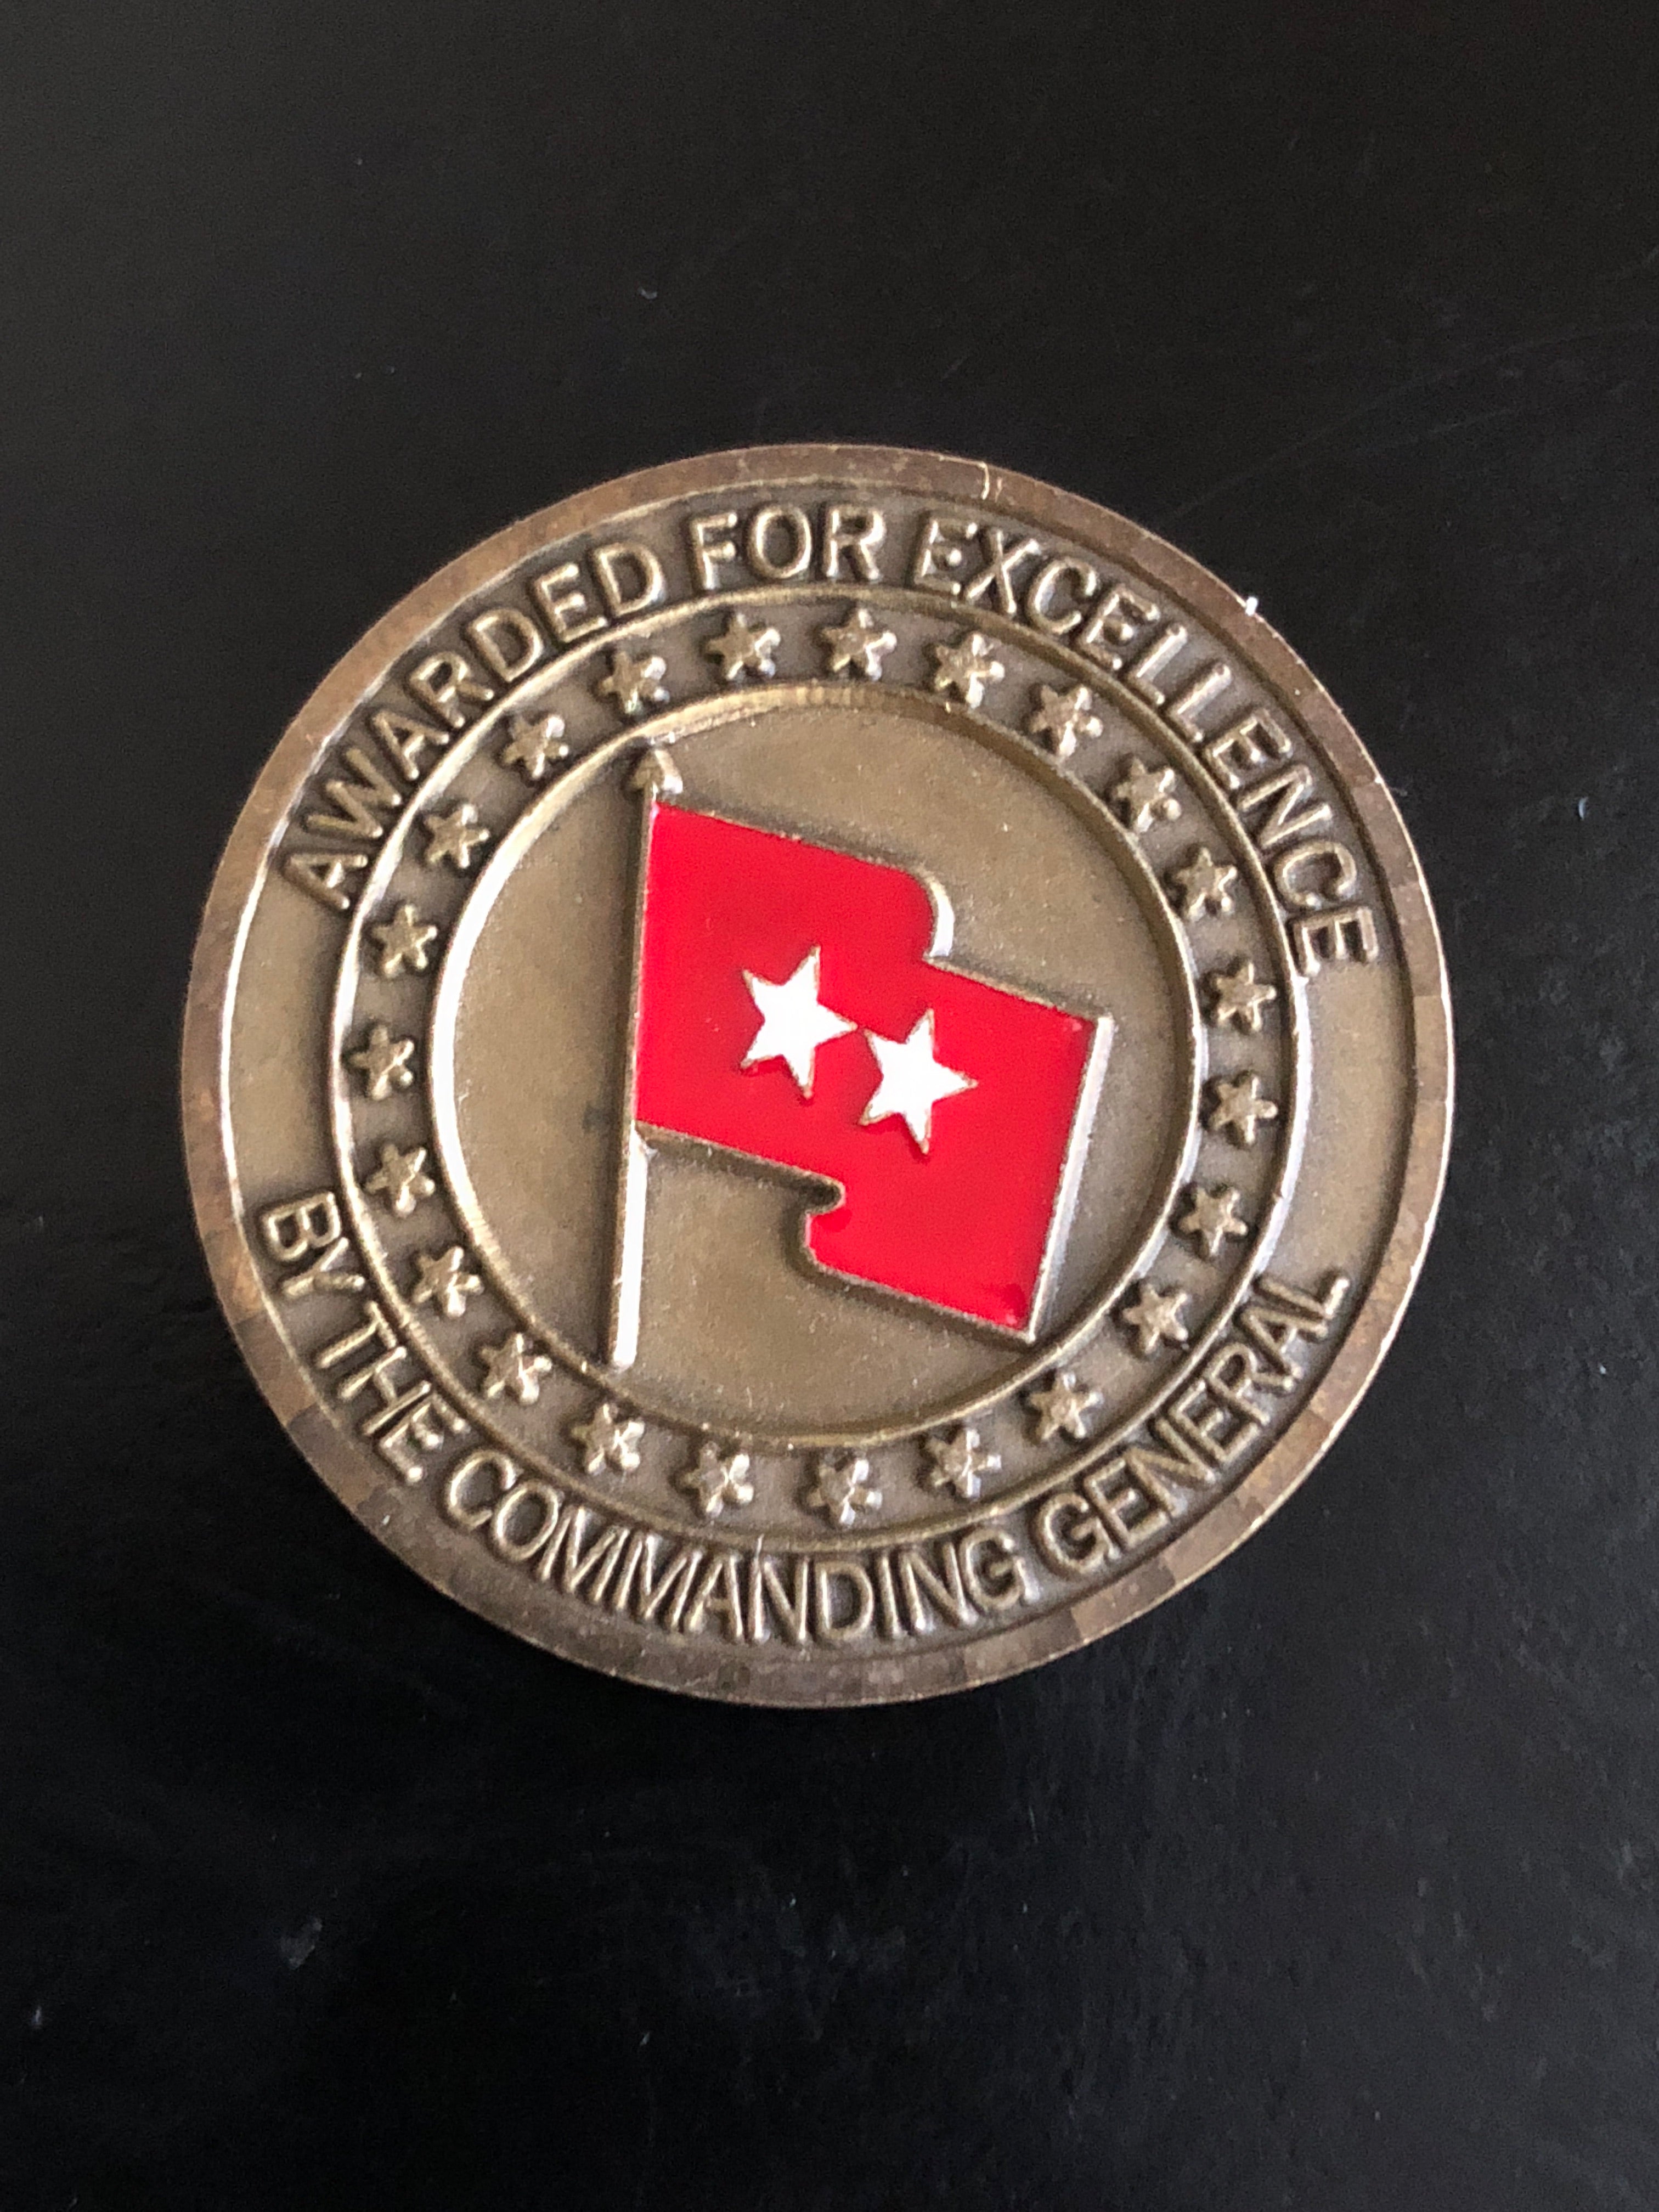 AWARDED FOR EXCELLENCE
BY THE COMMANDING GENERAL